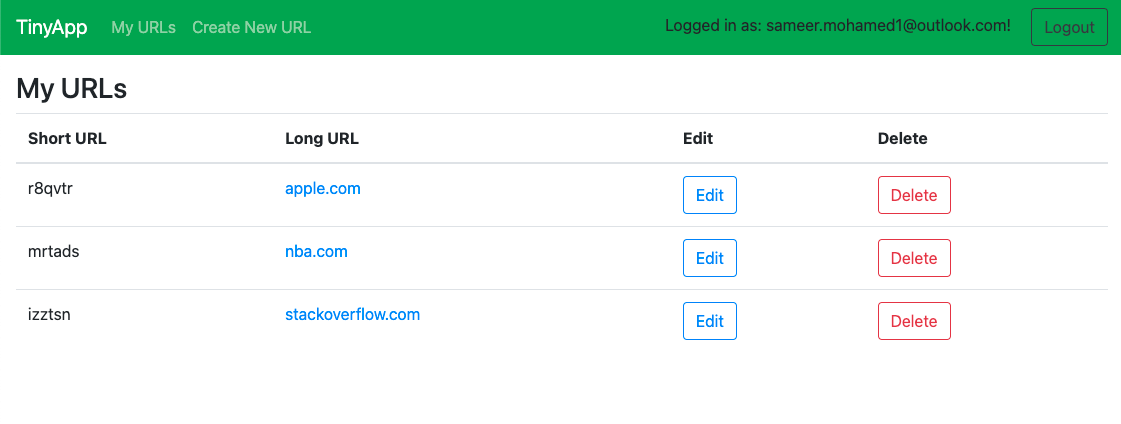 TinyApp My URLs Create New URL Logged in as: sameer.mohamed1@outlook.com! Logout
My URLs
Short URL Long URL Edit Delete
r8qvtr apple.com Edit Delete
mrtads nba.com Edit Delete
izztsn stackoverflow.com Edit Delete